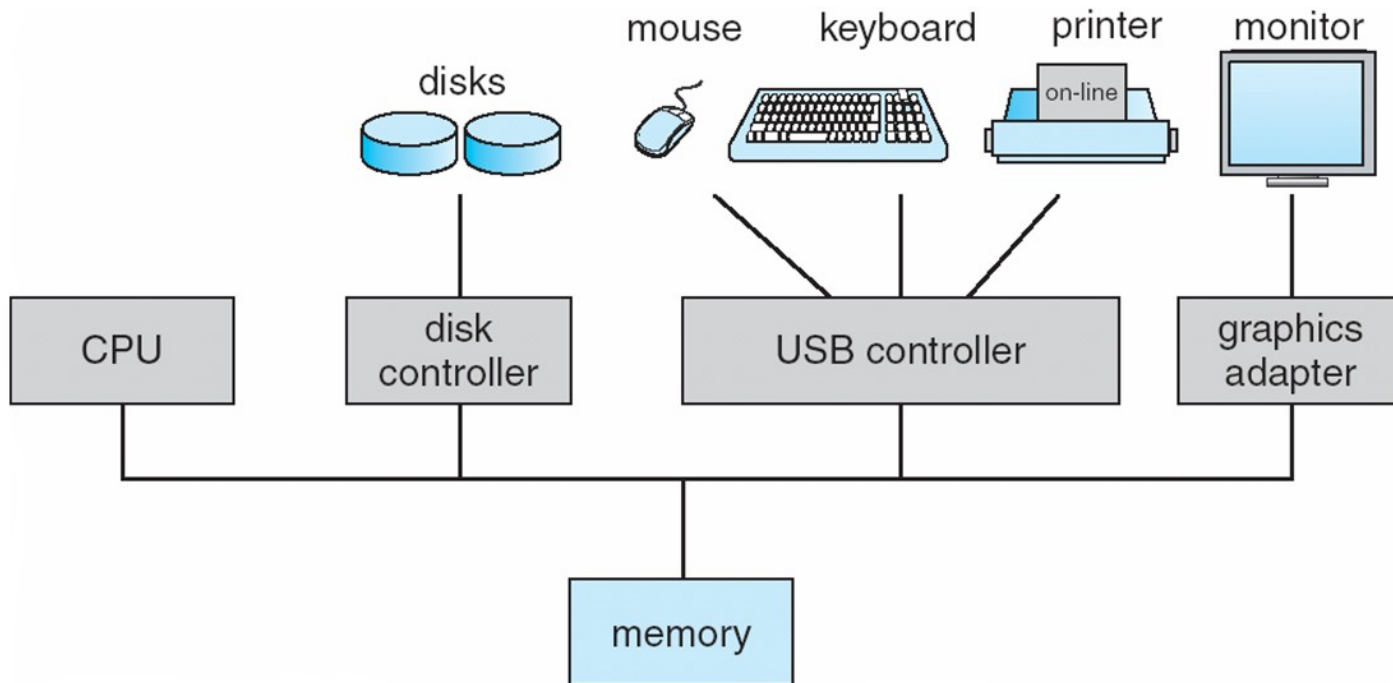 mouse
keyboard
printer
monitor
disks
on-line
CPU
disk
controller
USB controller
graphics
adapter
memory